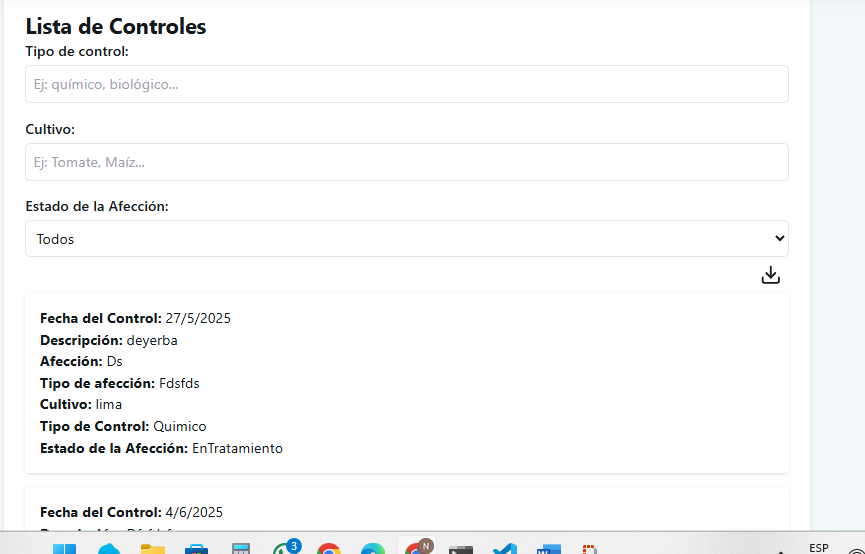 Lista de Controles
Tipo de control:
Ej: químico, biológico...
Cultivo:
Ej: Tomate, Maíz...
Estado de la Afección:
Todos
Fecha del Control: 27/5/2025
Descripción: deyerba
Afección: Ds
Tipo de afección: Fdsfds
Cultivo: lima
Tipo de Control: Quimico
Estado de la Afección: EnTratamiento
Fecha del Control: 4/6/2025
3
N
ESP